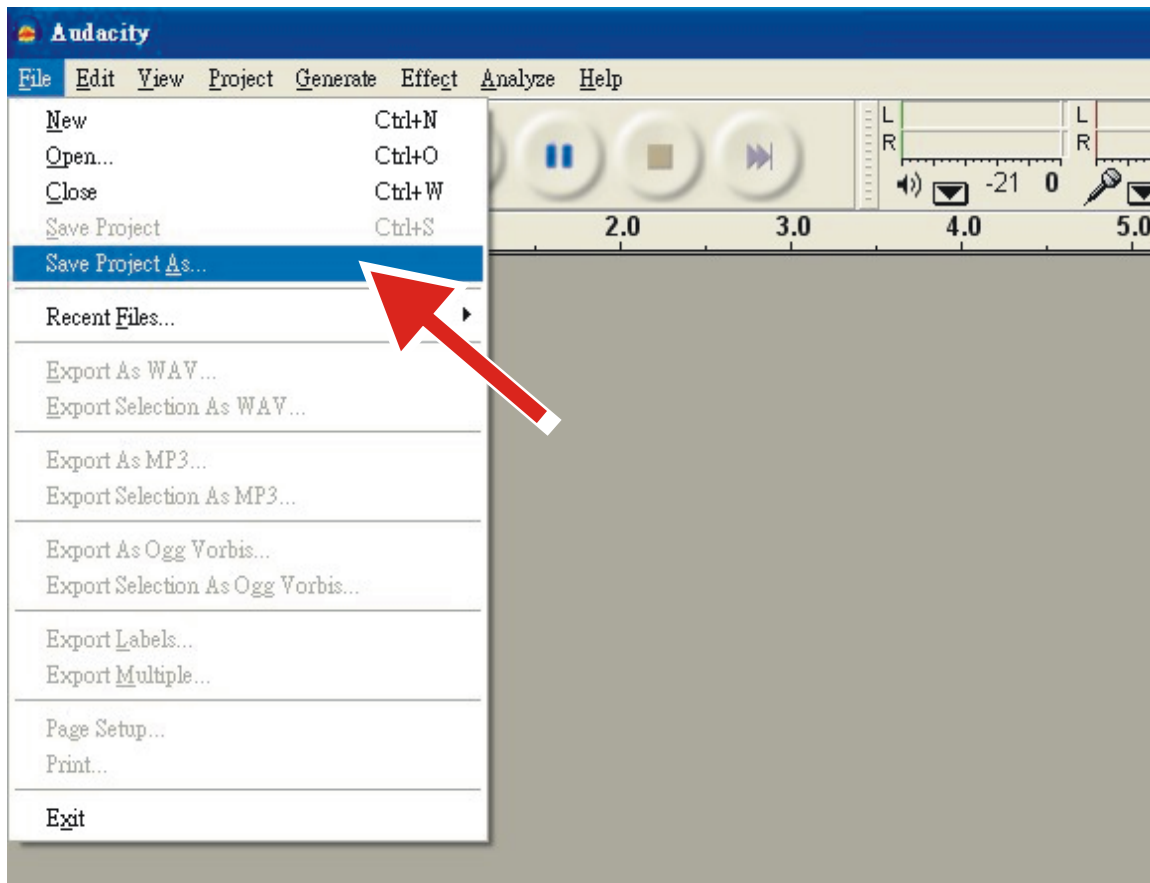 Audacity
File Edit View Project Generate Effect Analyze Help
New Ctrl+N
Open... Ctrl+O
Close Ctrl+W
Save Project Ctrl+S
Save Project As...
Recent Files...
Export As WAV...
Export Selection As WAV...
Export As MP3...
Export Selection As MP3...
Export As Ogg Vorbis...
Export Selection As Ogg Vorbis...
Export Labels...
Export Multiple...
Page Setup...
Print...
Exit
L L
R R
-21 0
2.0 3.0 4.0 5.0